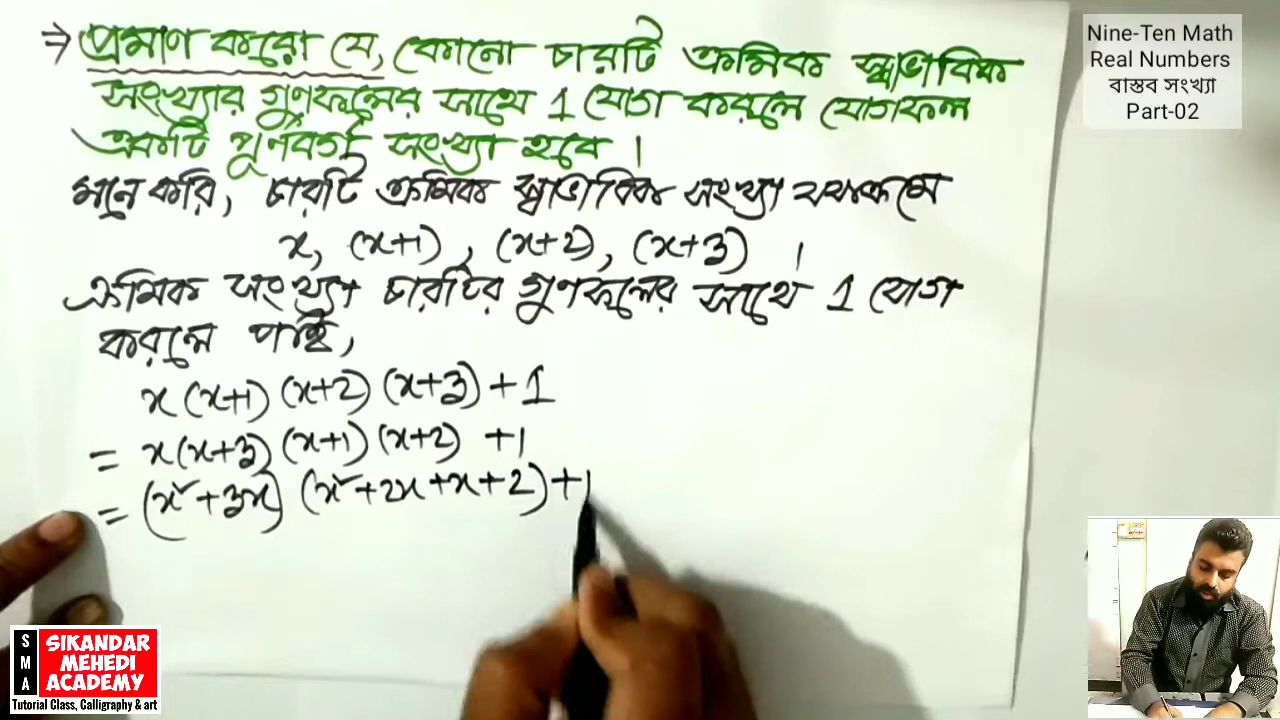 ⇒ প্রমাণ করো যে, কোনো চারটি ক্রমিক স্বাভাবিক
সংখ্যার গুণফলের সাথে 1 যোগ করলে যোগফল
একটি পূর্ণবর্গ সংখ্যা হবে ।
মনে করি, চারটি ক্রমিক স্বাভাবিক সংখ্যা যথাক্রমে
x, (x+1), (x+2), (x+3) ।
ক্রমিক সংখ্যা চারটির গুণফলের সাথে 1 যোগ
করলে পাই,
x(x+1) (x+2) (x+3) + 1
= x(x+3) (x+1) (x+2) +1
= (x²+3x) (x²+2x+x+2)+1
Nine-Ten Math
Real Numbers
বাস্তব সংখ্যা
Part-02
SMA
SIKANDAR
MEHEDI
ACADEMY
Tutorial Class, Calligraphy & art